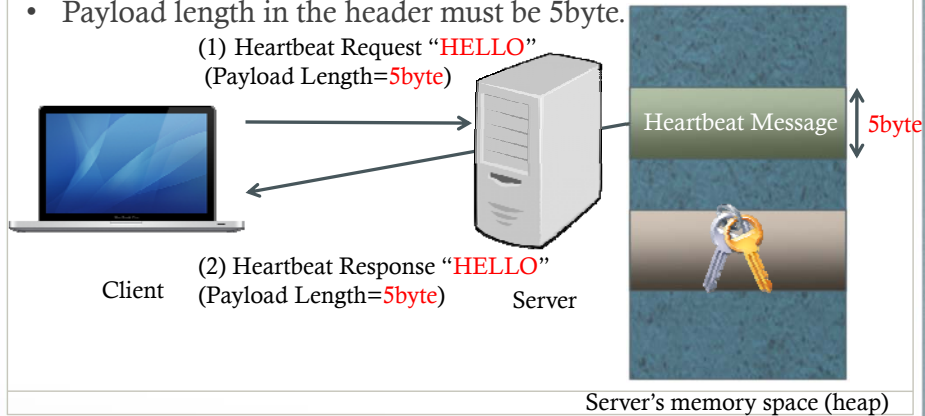 • Payload length in the header must be 5byte.
(1) Heartbeat Request “HELLO”
(Payload Length=5byte)
Heartbeat Message
5byte
(2) Heartbeat Response “HELLO”
(Payload Length=5byte)
Client
Server
Server’s memory space (heap)